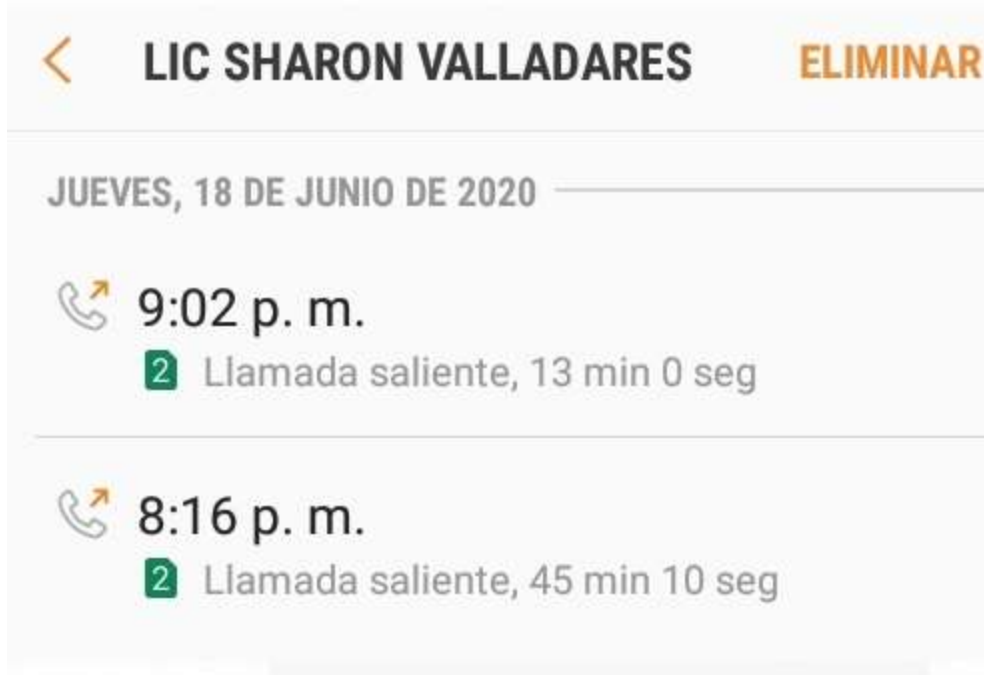 LIC SHARON VALLADARES ELIMINAR
JUEVES, 18 DE JUNIO DE 2020
9:02 p. m.
2 Llamada saliente, 13 min 0 seg
8:16 p. m.
2 Llamada saliente, 45 min 10 seg